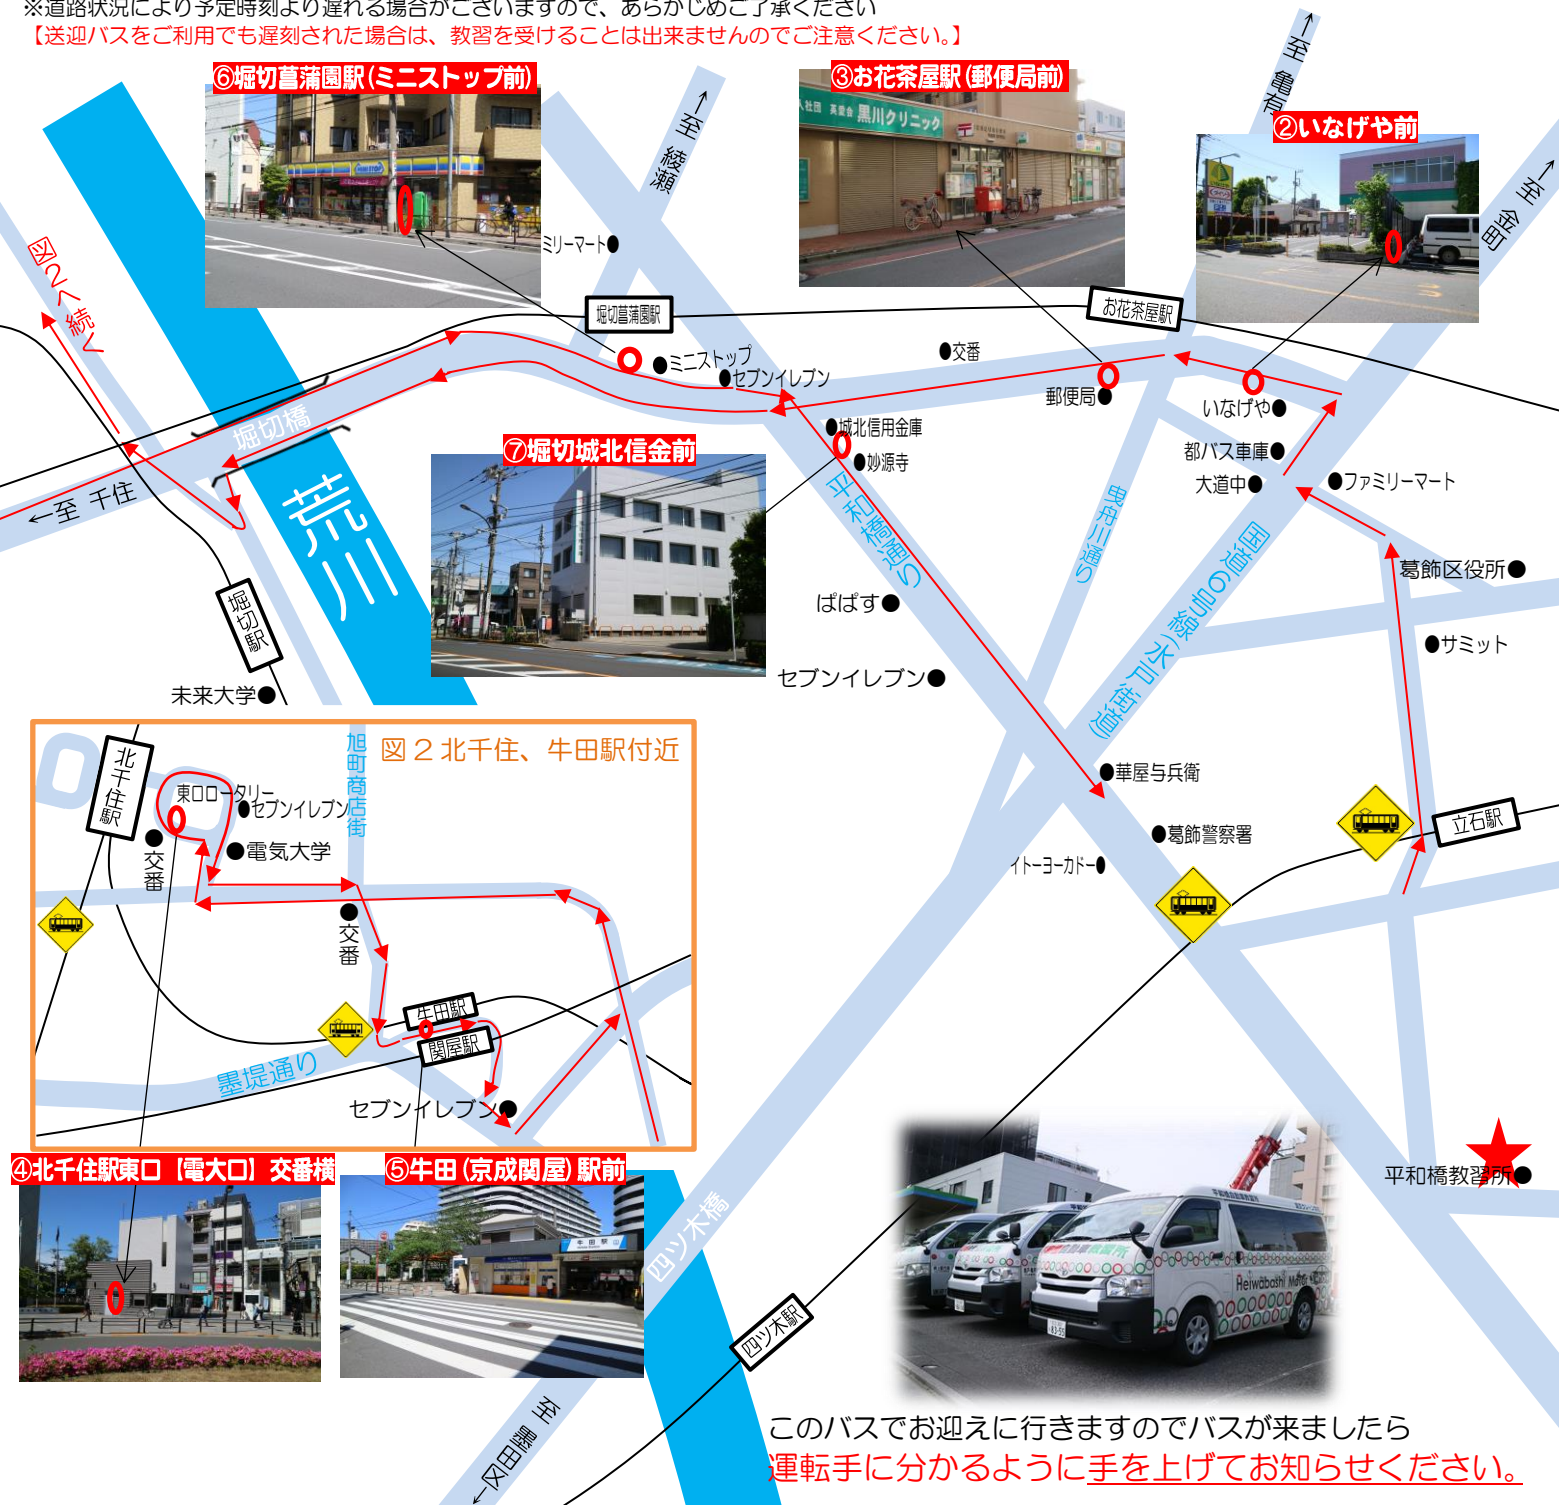 ※道路状況により予定時刻より遅れる場合がございますので、あらかじめご了承ください
【送迎バスをご利用でも遅刻された場合は、教習を受けることは出来ませんのでご注意ください。】
⑥堀切菖蒲園駅(ミニストップ前)
③お花茶屋駅(郵便局前)
②いなげや前
黒川クリニック
MINI STOP
←至 綾瀬
←至 亀有
←至 金町
ミリーマート●
図2へ続く
堀切菖蒲園駅
お花茶屋駅
●ミニストップ
●セブンイレブン
●交番
郵便局●
いなげや●
都バス車庫●
大道中●
●ファミリーマート
堀切橋
←至 千住
荒川
●城北信用金庫
●妙源寺
⑦堀切城北信金前
平和橋通り
曳舟川通り
国道6号線(水戸街道)
葛飾区役所●
●サミット
ぱぱす●
セブンイレブン●
堀切駅
未来大学●
●華屋与兵衛
●葛飾警察署
イトーヨーカドー●
立石駅
図2 北千住、牛田駅付近
北千住駅
旭町商店街
東口ロータリー
●セブンイレブン
●交番
●電気大学
●交番
牛田駅
関屋駅
墨堤通り
セブンイレブン●
④北千住駅東口【電大口】交番横
⑤牛田(京成関屋)駅前
牛田駅
四ツ木橋
四ツ木駅
至 墨田区→
平和橋教習所●
Heiwabashi Motor
83-55
このバスでお迎えに行きますのでバスが来ましたら
運転手に分かるように手を上げてお知らせください。